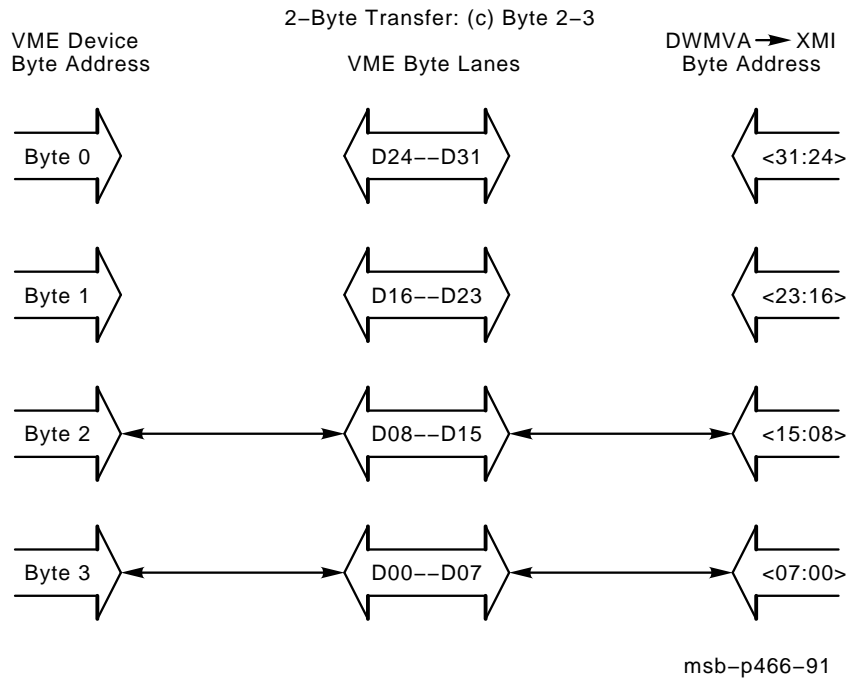 2−Byte Transfer: (c) Byte 2−3
VME Device
Byte Address
VME Byte Lanes
DWMVA → XMI
Byte Address
Byte 0
D24−−D31
<31:24>
Byte 1
D16−−D23
<23:16>
Byte 2
D08−−D15
<15:08>
Byte 3
D00−−D07
<07:00>
msb−p466−91